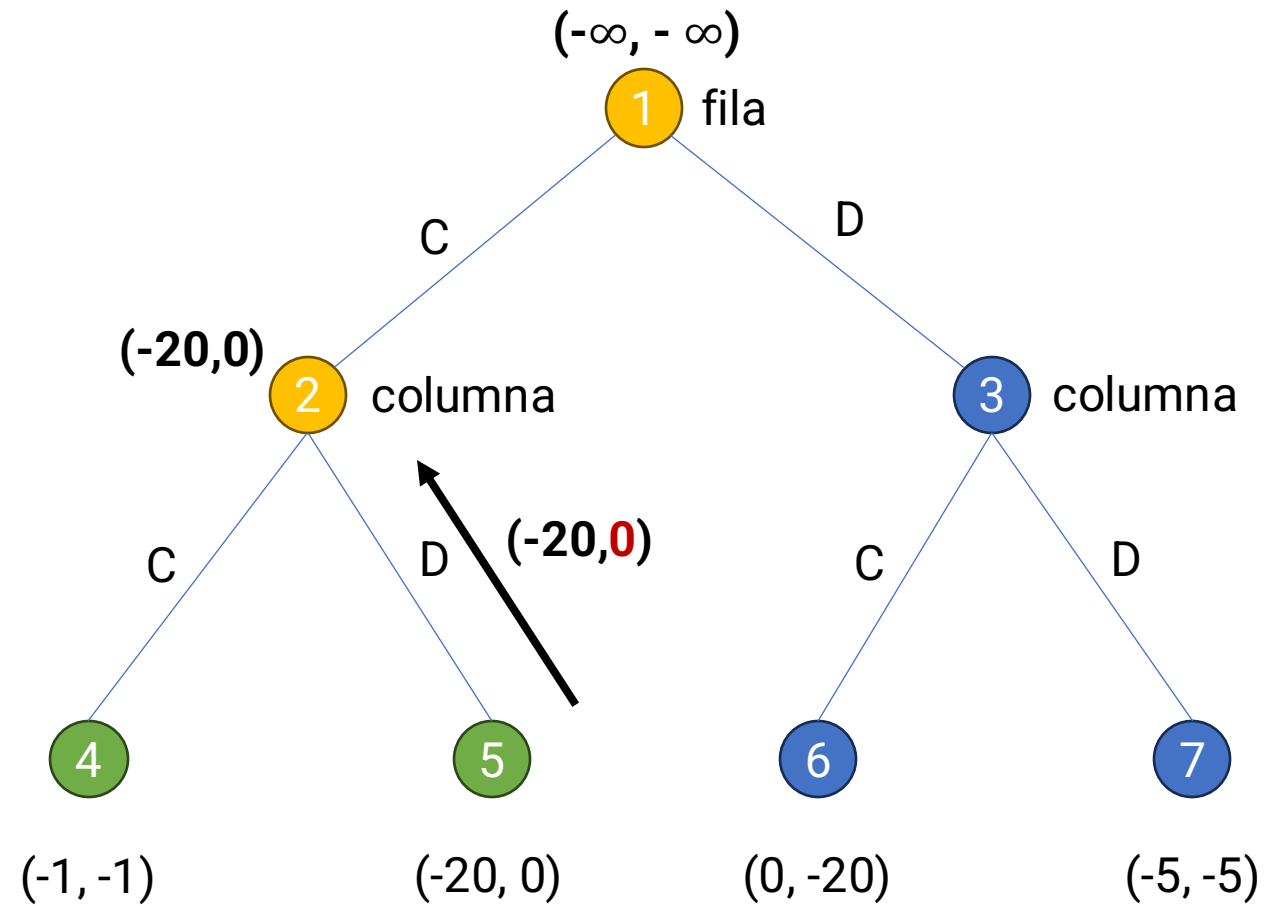 (-∞, - ∞)
1 fila
C
D
(-20,0)
2 columna
3 columna
(-20,0)
C
D
C
D
4
5
6
7
(-1, -1)
(-20, 0)
(0, -20)
(-5, -5)